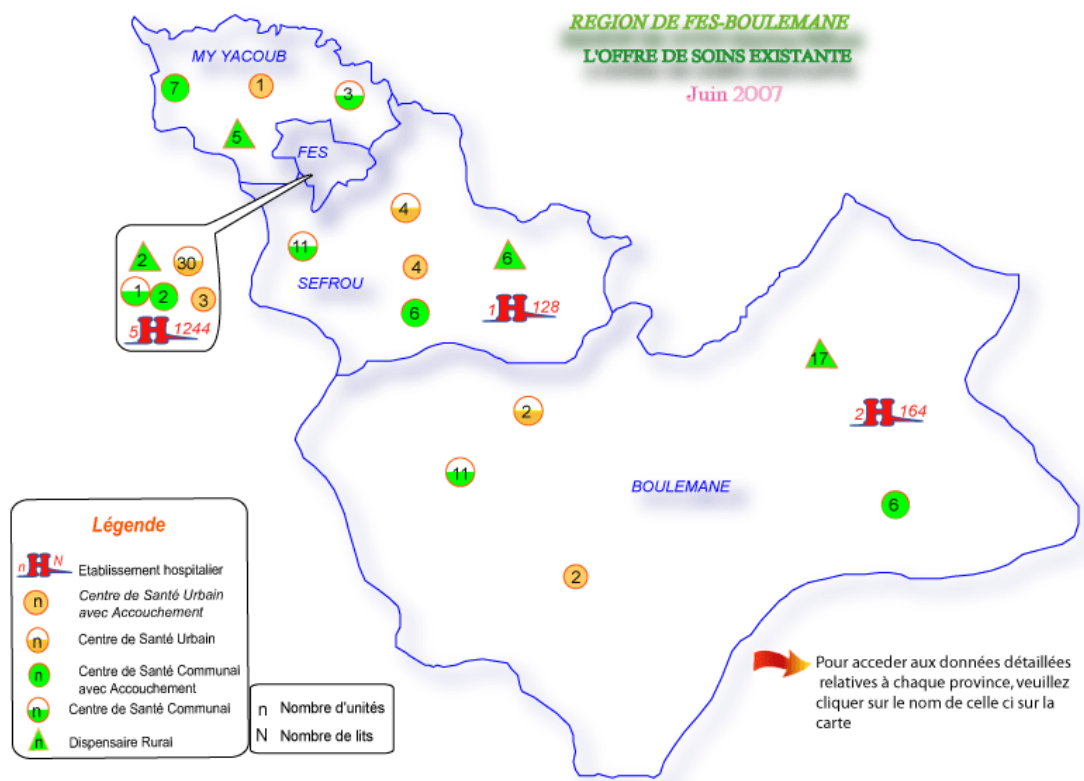 REGION DE FES-BOULEMANE
L'OFFRE DE SOINS EXISTANTE
Juin 2007
MY YACOUB
7
1
3
5
FES
4
11
4
6
SEFROU
6
1 H 128
2
30
1
2
3
5 H 1244
17
2
2 H 164
11
BOULEMANE
6
2
Légende
n H N Etablissement hospitalier
n Centre de Santé Urbain
avec Accouchement
n Centre de Santé Urbain
n Centre de Santé Communal
avec Accouchement
n Centre de Santé Communal
n Dispensaire Rural
n Nombre d'unités
N Nombre de lits
Pour acceder aux données détaillées
relatives à chaque province, veuillez
cliquer sur le nom de celle ci sur la
carte